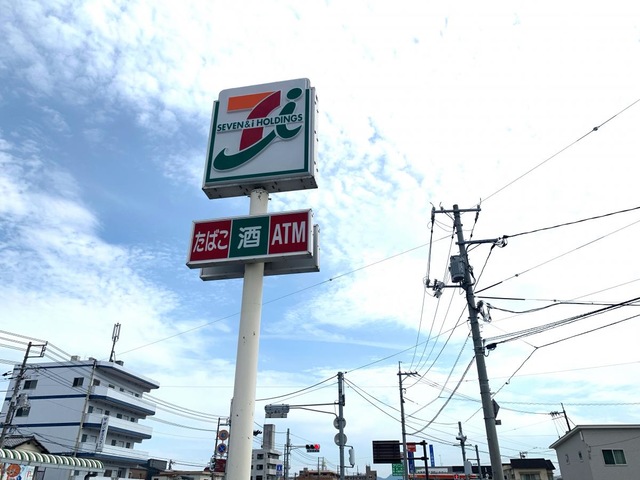 SEVEN & i HOLDINGS
たばこ 酒 ATM